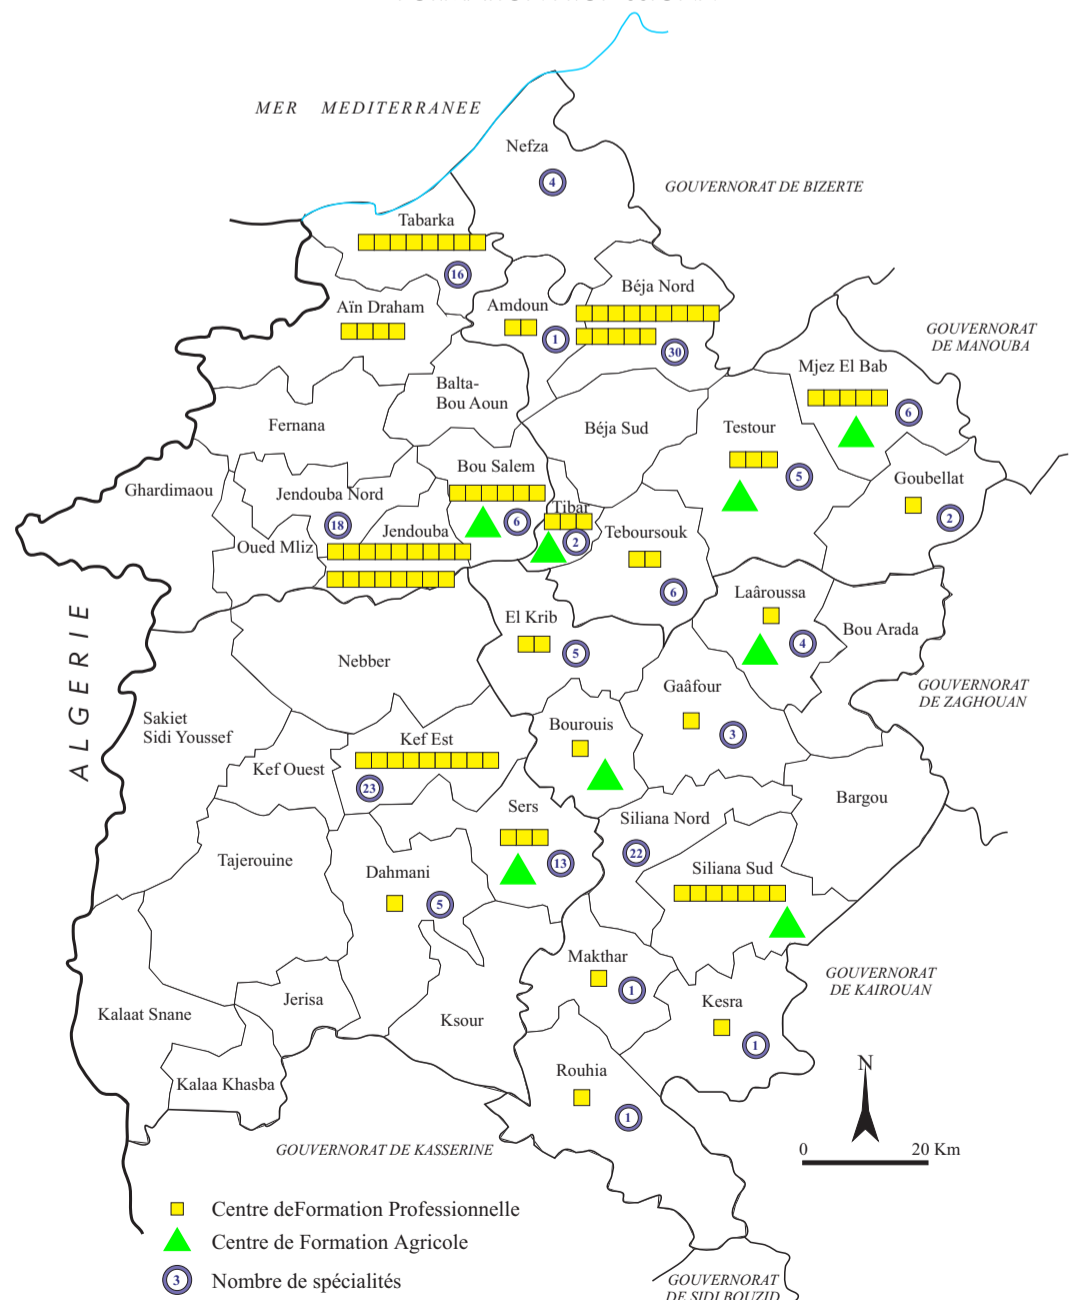 MER MEDITERRANEE
Nefza
4
GOUVERNORAT DE BIZERTE
Tabarka
16
Béja Nord
Aïn Draham
Amdoun
1
30
GOUVERNORAT
DE MANOUBA
Mjez El Bab
6
Balta-
Bou Aoun
Fernana
Béja Sud
Testour
5
Bou Salem
6
Goubellat
2
Ghardimaou
Jendouba Nord
18
Tibar
2
Jendouba
Oued Mliz
Teboursouk
6
ALGERIE
Laâroussa
4
El Krib
5
Bou Arada
Nebber
Gaâfour
3
GOUVERNORAT
DE ZAGHOUAN
Sakiet
Sidi Youssef
Bourouis
Kef Est
23
Kef Ouest
Bargou
Sers
13
Siliana Nord
22
Tajerouine
Dahmani
5
Siliana Sud
Makthar
1
GOUVERNORAT
DE KAIROUAN
Jerisa
Kesra
1
Kalaat Snane
Ksour
Rouhia
1
Kalaa Khasba
N
0 20 Km
GOUVERNORAT DE KASSERINE
Centre deFormation Professionnelle
Centre de Formation Agricole
3 Nombre de spécialités
GOUVERNORAT
DE SIDI BOUZID